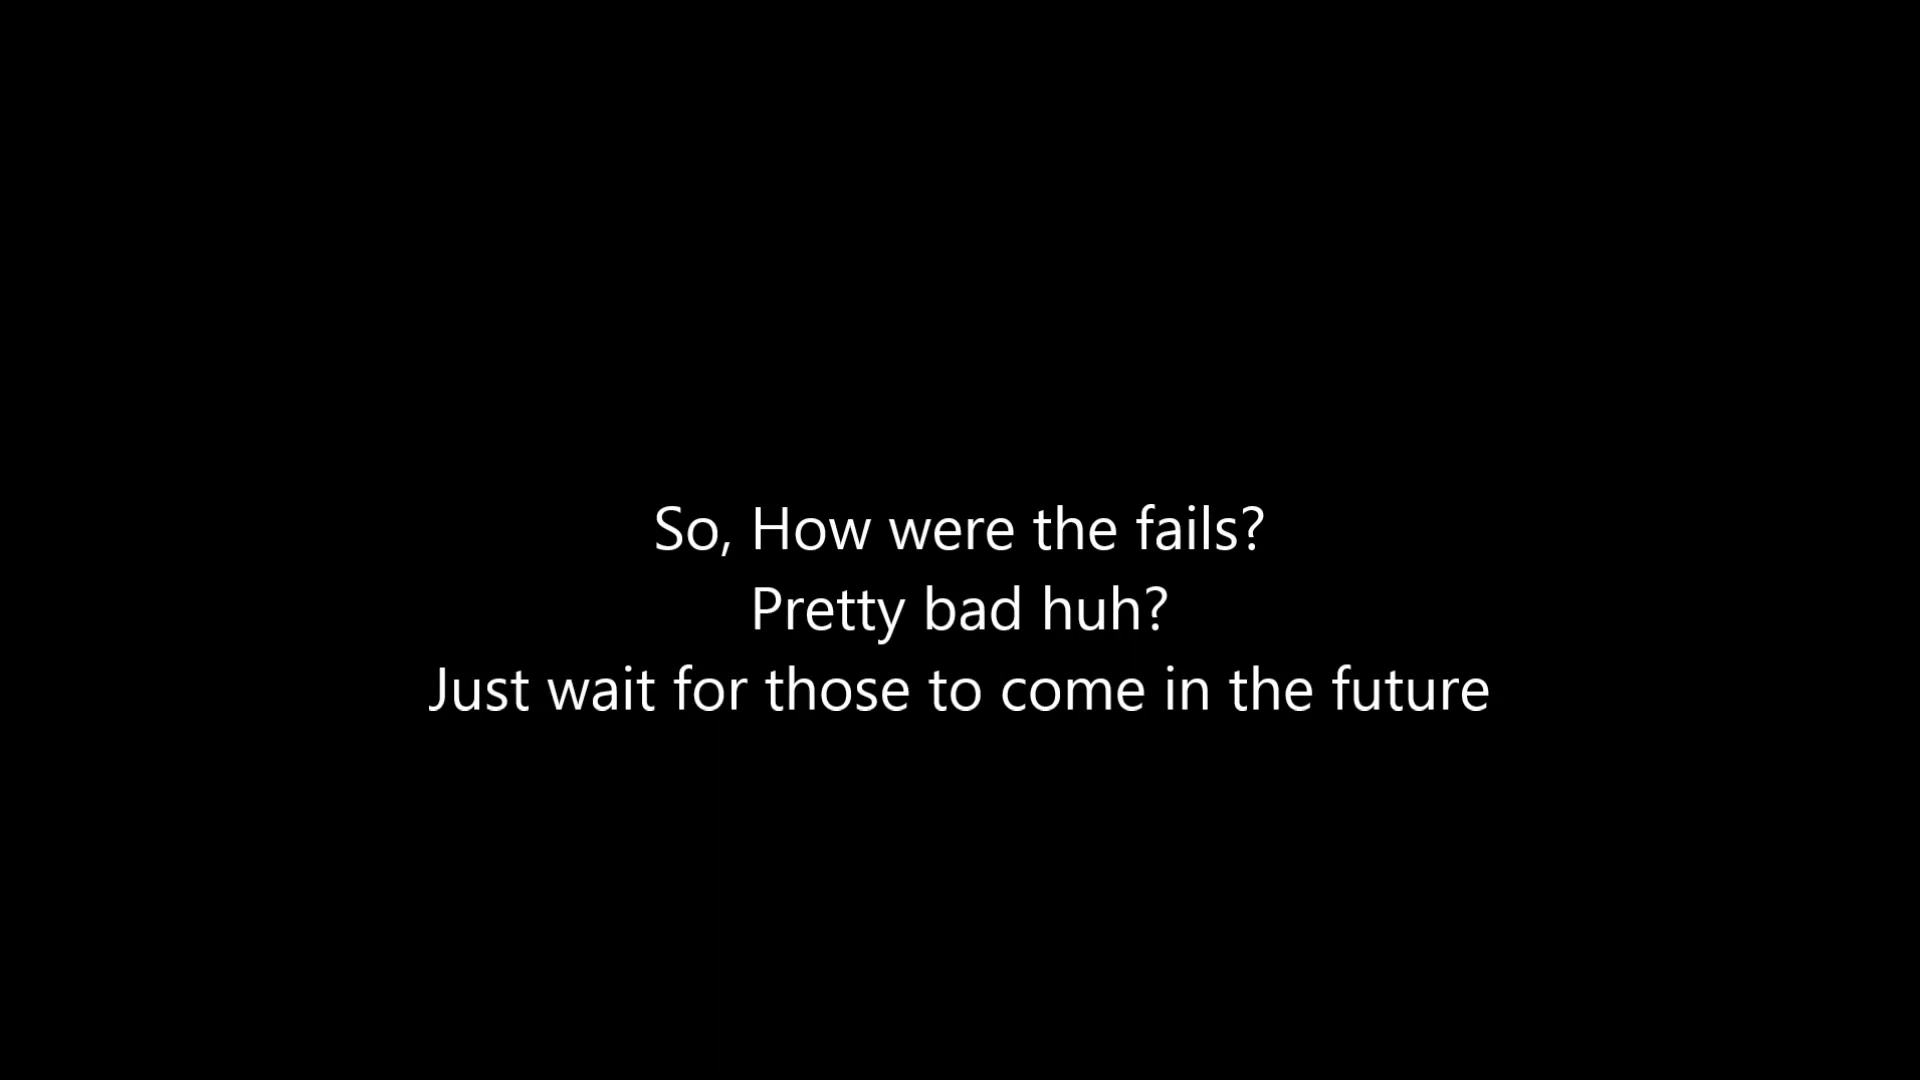 So, How were the fails?
Pretty bad huh?
Just wait for those to come in the future